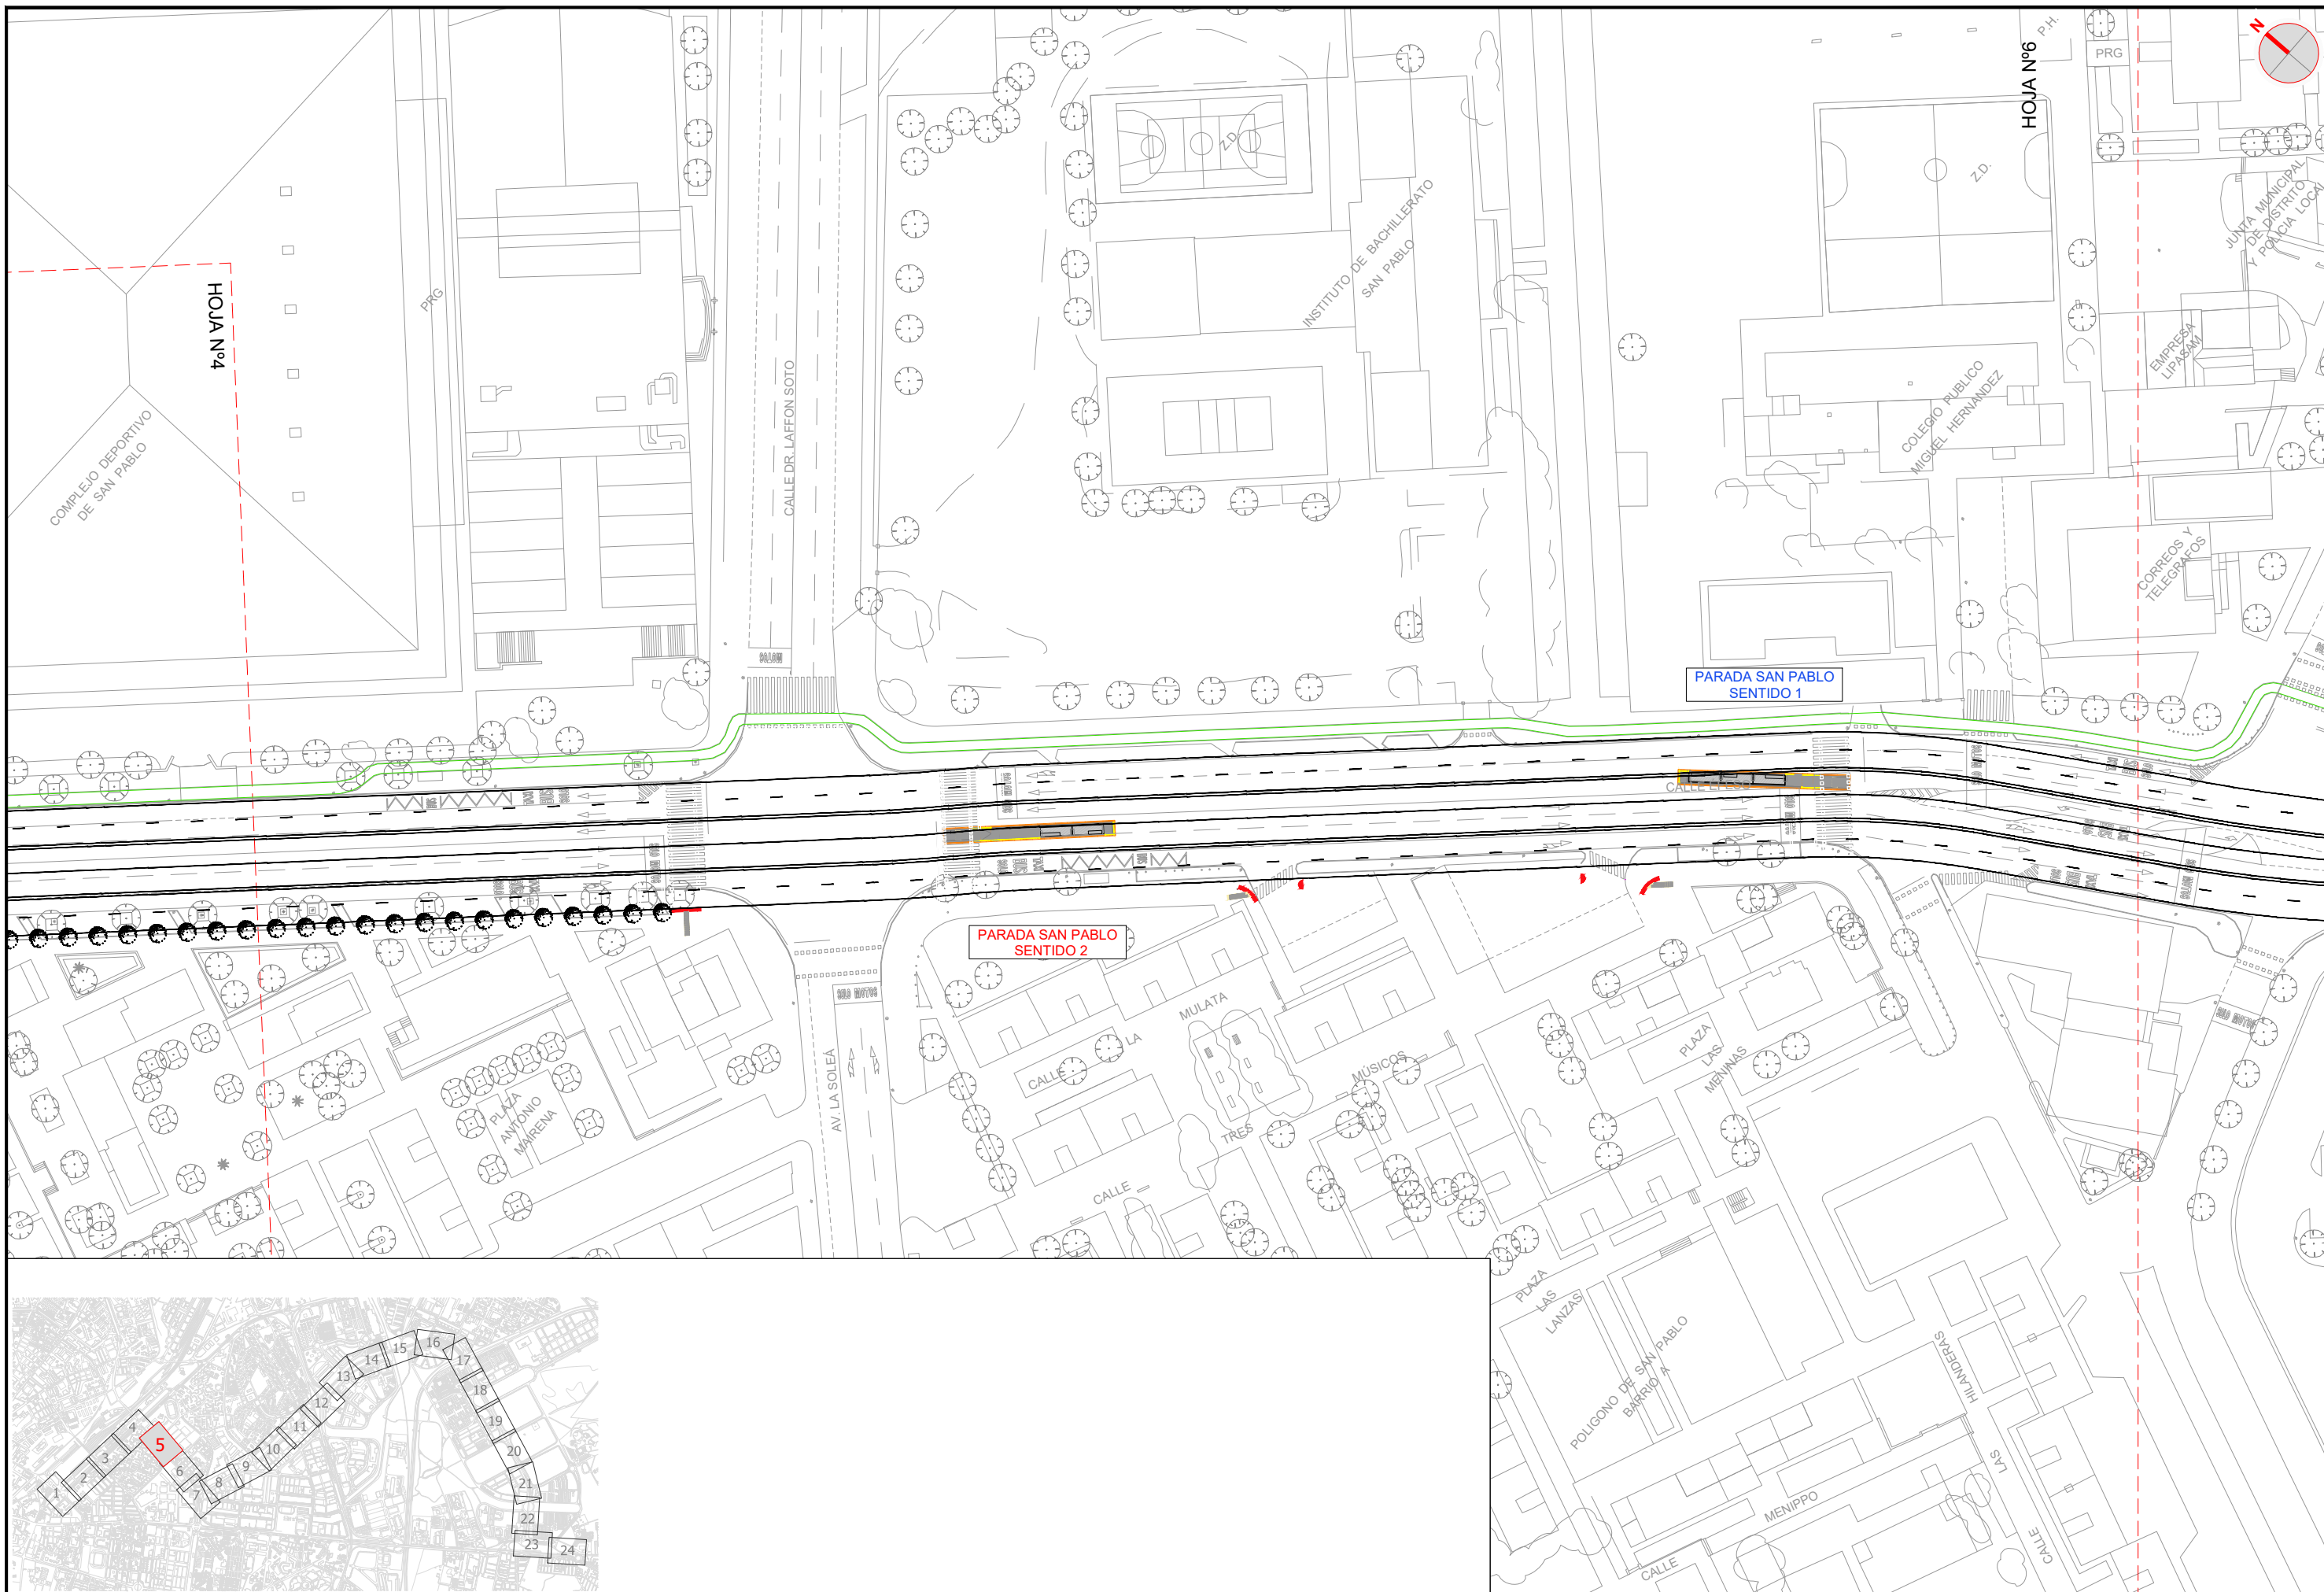 N
HOJA Nº6
P.H.
PRG
HOJA Nº4
PRG
COMPLEJO DEPORTIVO
DE SAN PABLO
CALLE DR. LAFFON SOTO
Z.D.
INSTITUTO DE BACHILLERATO
SAN PABLO
Z.D.
COLEGIO PUBLICO
MIGUEL HERNANDEZ
JUNTA MUNICIPAL
DE DISTRITO
Y POLICIA LOCAL
EMPRESA
LIPASAM
CORREOS Y
TELEGRAFOS
PARADA SAN PABLO
SENTIDO 1
PARADA SAN PABLO
SENTIDO 2
SOLO MOTOS
AV. LA SOLEÁ
PLAZA
ANTONIO
MAIRENA
CALLE LA MULATA
CALLE TRES MÚSICOS
PLAZA
LAS
MENINAS
PLAZA
LAS
LANZAS
POLIGONO DE SAN PABLO
BARRIO A
CALLE MENIPPO
CALLE LAS HILANDERAS
1
2
3
4
5
6
7
8
9
10
11
12
13
14
15
16
17
18
19
20
21
22
23
24